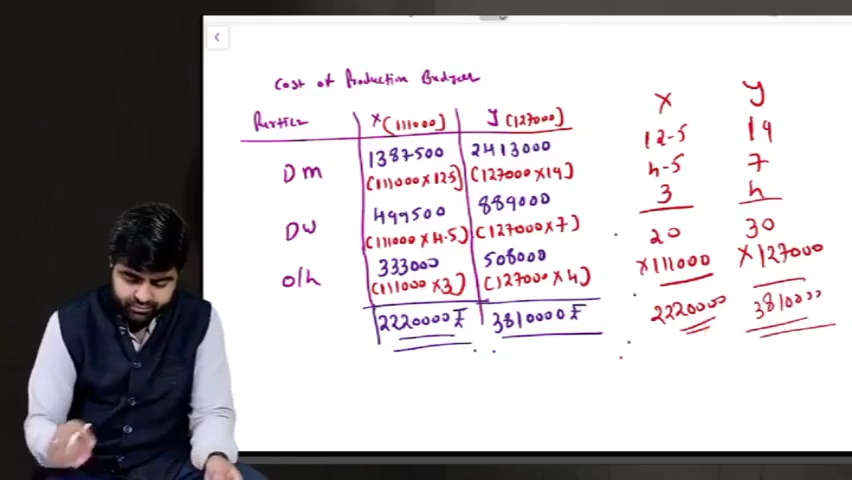 Cost of Production Budget
X (111000) Y (127000)
DM 1387500 2413000
(111000×12.5) (127000×19)
DW 499500 889000
(111000×4.5) (127000×7)
O/h 333000 508000
(111000×3) (127000×4)
2220000₹ 3810000₹
X Y
12-5 19
4-5 7
3 4
20 30
×111000 ×127000
2220000 3810000